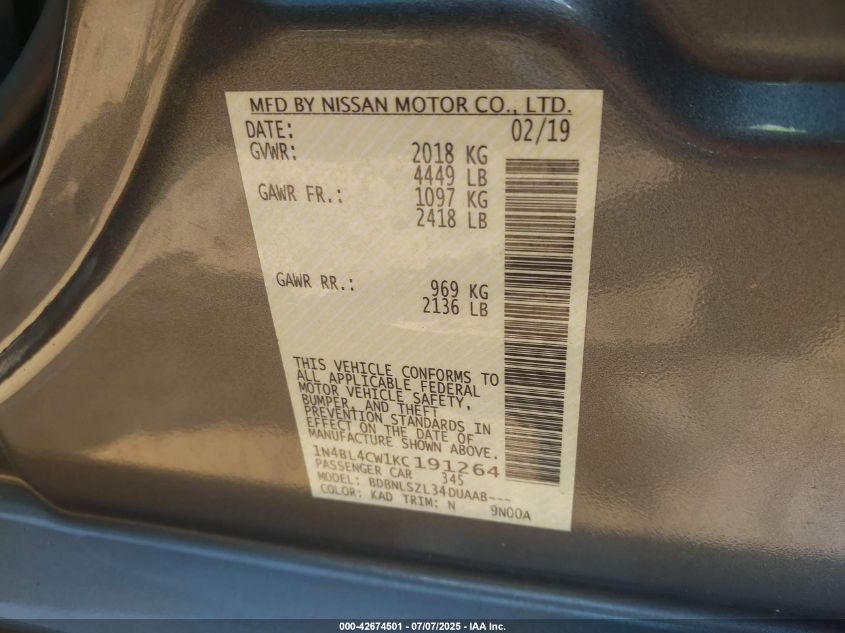 MFD BY NISSAN MOTOR CO., LTD.
DATE: 02/19
GVWR: 2018 KG
4449 LB
GAWR FR.: 1097 KG
2418 LB
GAWR RR.: 969 KG
2136 LB
THIS VEHICLE CONFORMS TO
ALL APPLICABLE FEDERAL
MOTOR VEHICLE SAFETY,
BUMPER, AND THEFT
PREVENTION STANDARDS IN
EFFECT ON THE DATE OF
MANUFACTURE SHOWN ABOVE.
1N4BL4CW1KC191264
PASSENGER CAR 345
MODEL: BDBNLSZL34DUAAB---
COLOR: KAD TRIM: N 9N00A
000-42674501 - 07/07/2025 - IAA Inc.